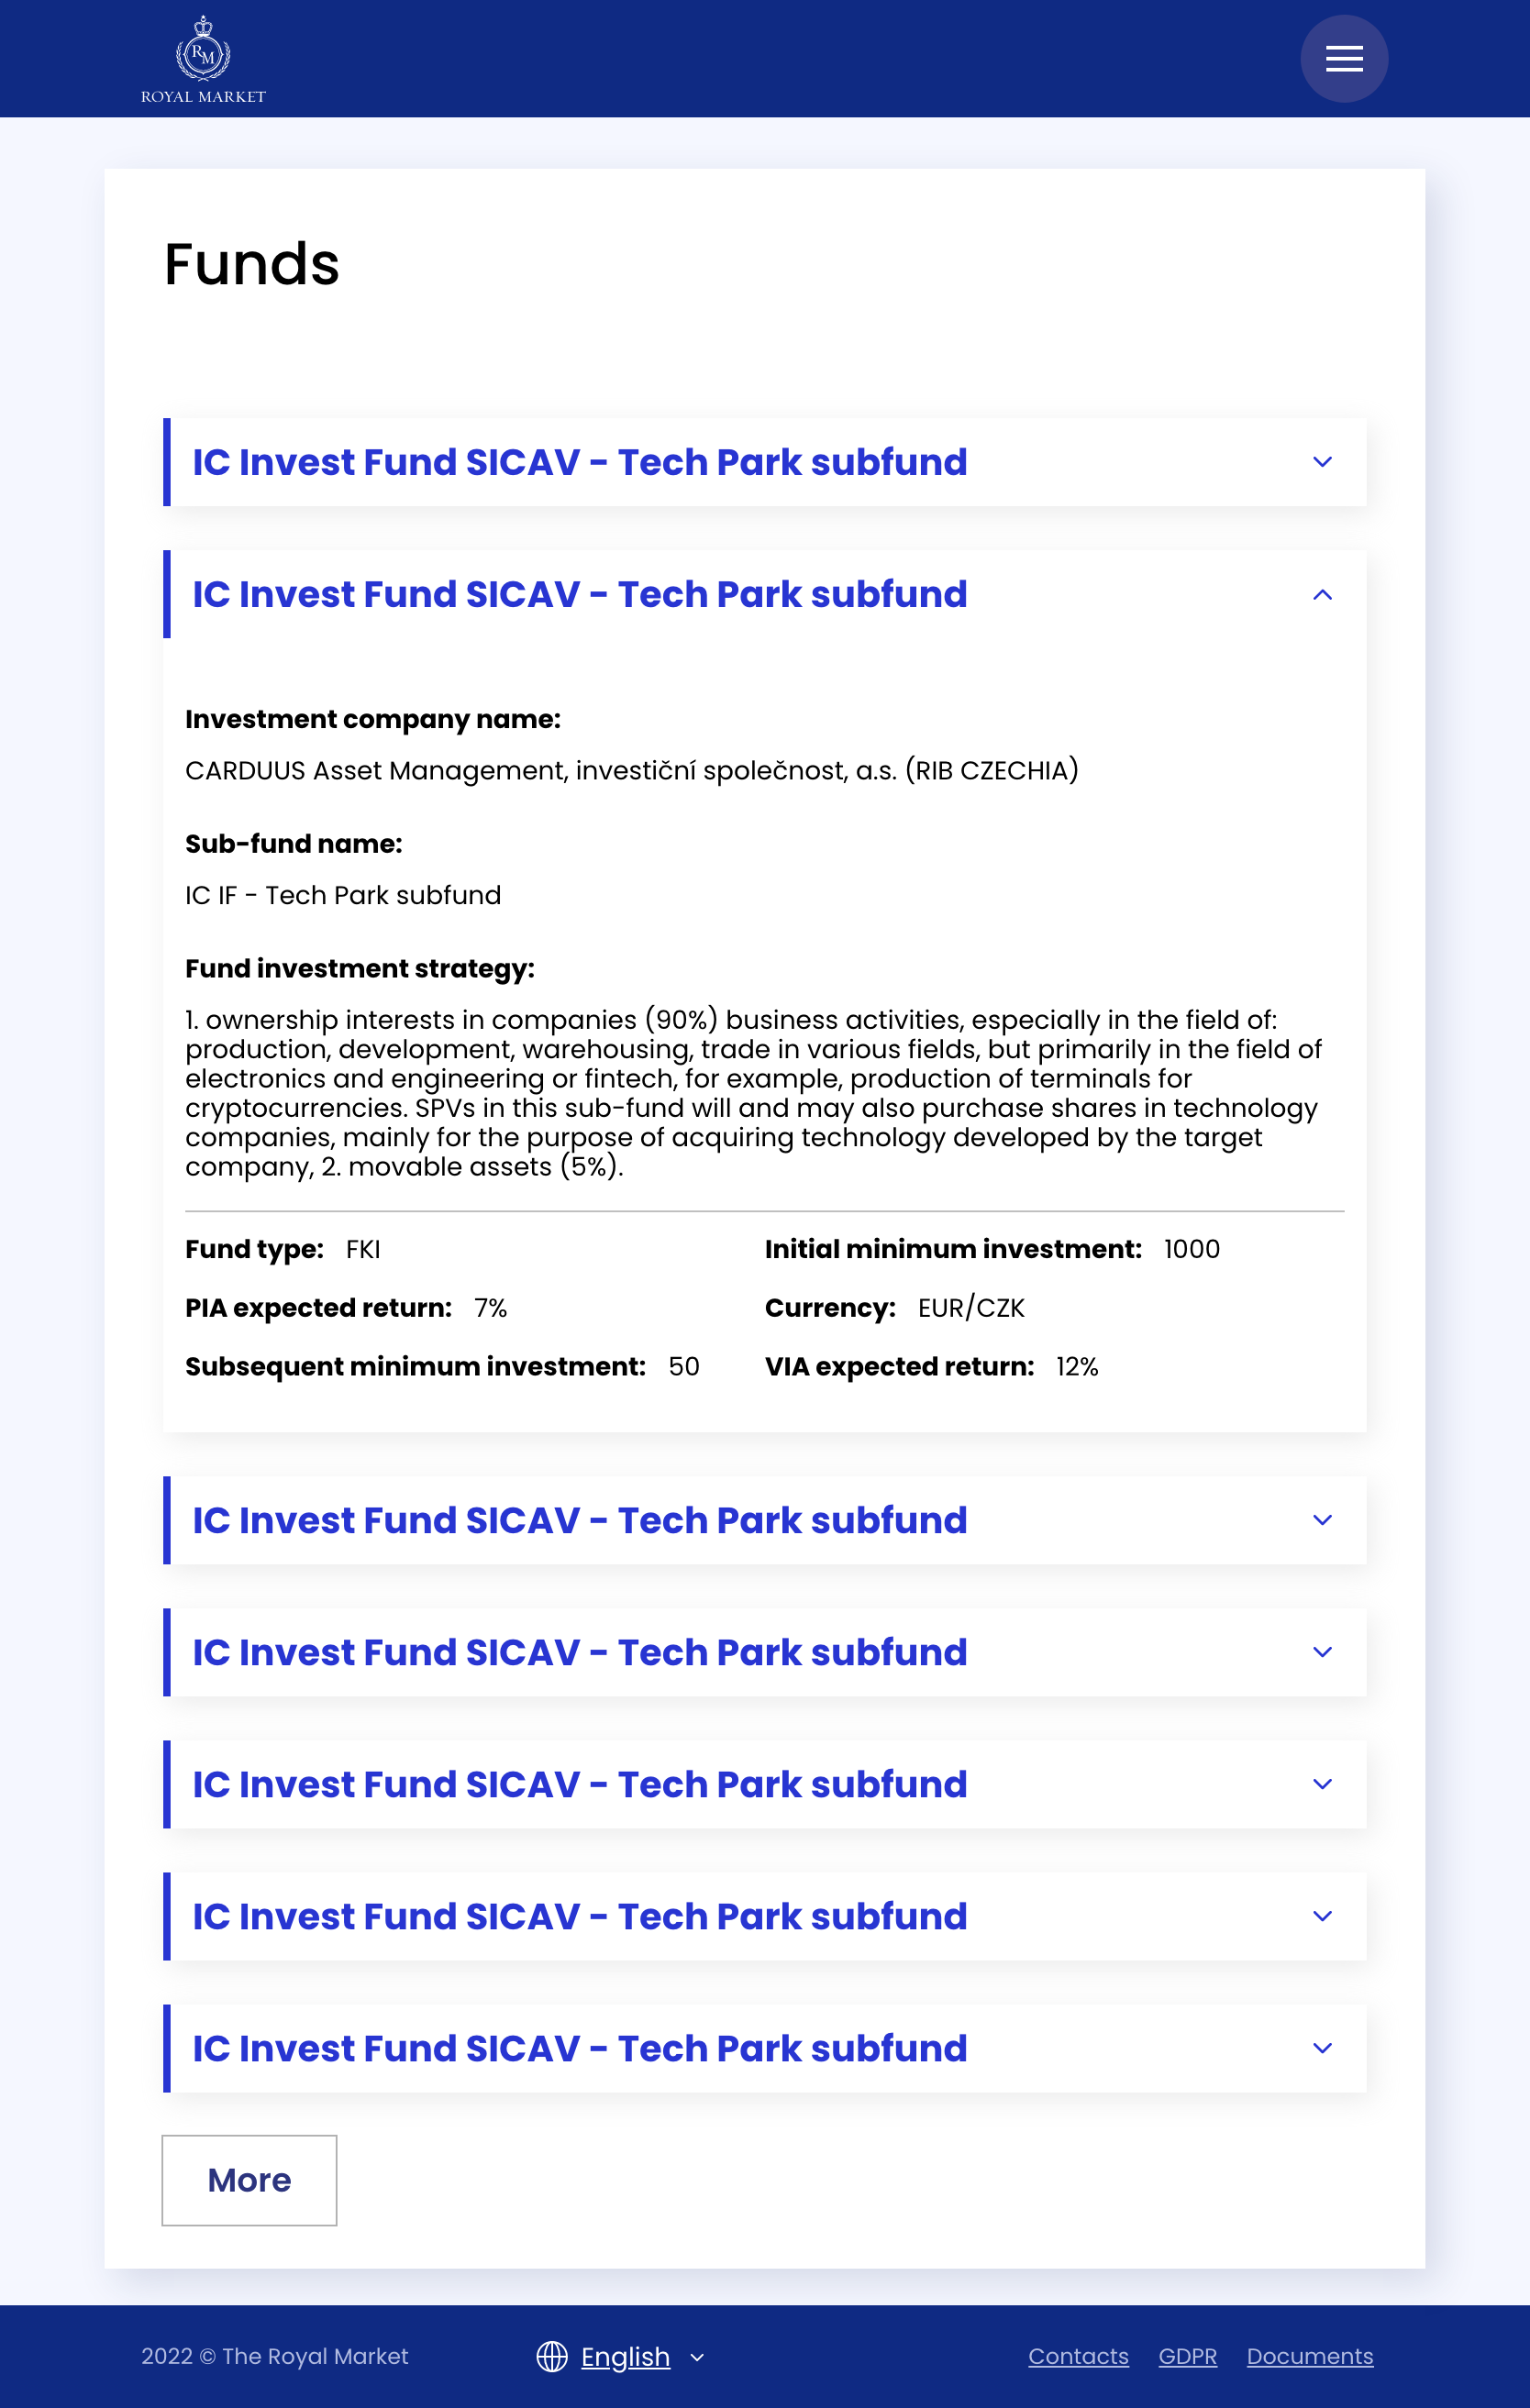 RM
ROYAL MARKET
Funds
IC Invest Fund SICAV - Tech Park subfund
IC Invest Fund SICAV - Tech Park subfund
Investment company name:
CARDUUS Asset Management, investiční společnost, a.s. (RIB CZECHIA)
Sub-fund name:
IC IF - Tech Park subfund
Fund investment strategy:
1. ownership interests in companies (90%) business activities, especially in the field of:
production, development, warehousing, trade in various fields, but primarily in the field of
electronics and engineering or fintech, for example, production of terminals for
cryptocurrencies. SPVs in this sub-fund will and may also purchase shares in technology
companies, mainly for the purpose of acquiring technology developed by the target
company, 2. movable assets (5%).
Fund type: FKI
Initial minimum investment: 1000
PIA expected return: 7%
Currency: EUR/CZK
Subsequent minimum investment: 50
VIA expected return: 12%
IC Invest Fund SICAV - Tech Park subfund
IC Invest Fund SICAV - Tech Park subfund
IC Invest Fund SICAV - Tech Park subfund
IC Invest Fund SICAV - Tech Park subfund
IC Invest Fund SICAV - Tech Park subfund
More
2022 © The Royal Market
English
Contacts GDPR Documents